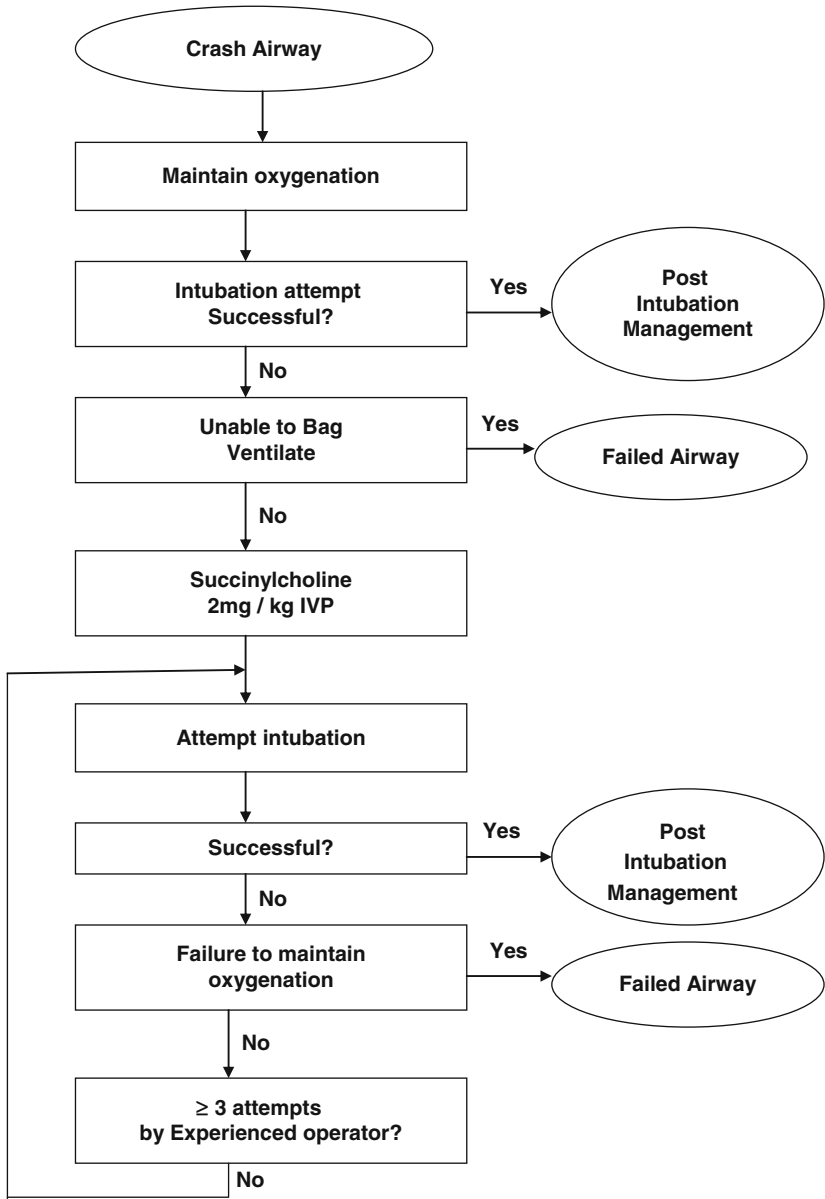 Crash Airway
Maintain oxygenation
Intubation attempt
Successful?
Yes
Post
Intubation
Management
No
Unable to Bag
Ventilate
Yes
Failed Airway
No
Succinylcholine
2mg / kg IVP
Attempt intubation
Successful?
Yes
Post
Intubation
Management
No
Failure to maintain
oxygenation
Yes
Failed Airway
No
≥ 3 attempts
by Experienced operator?
No